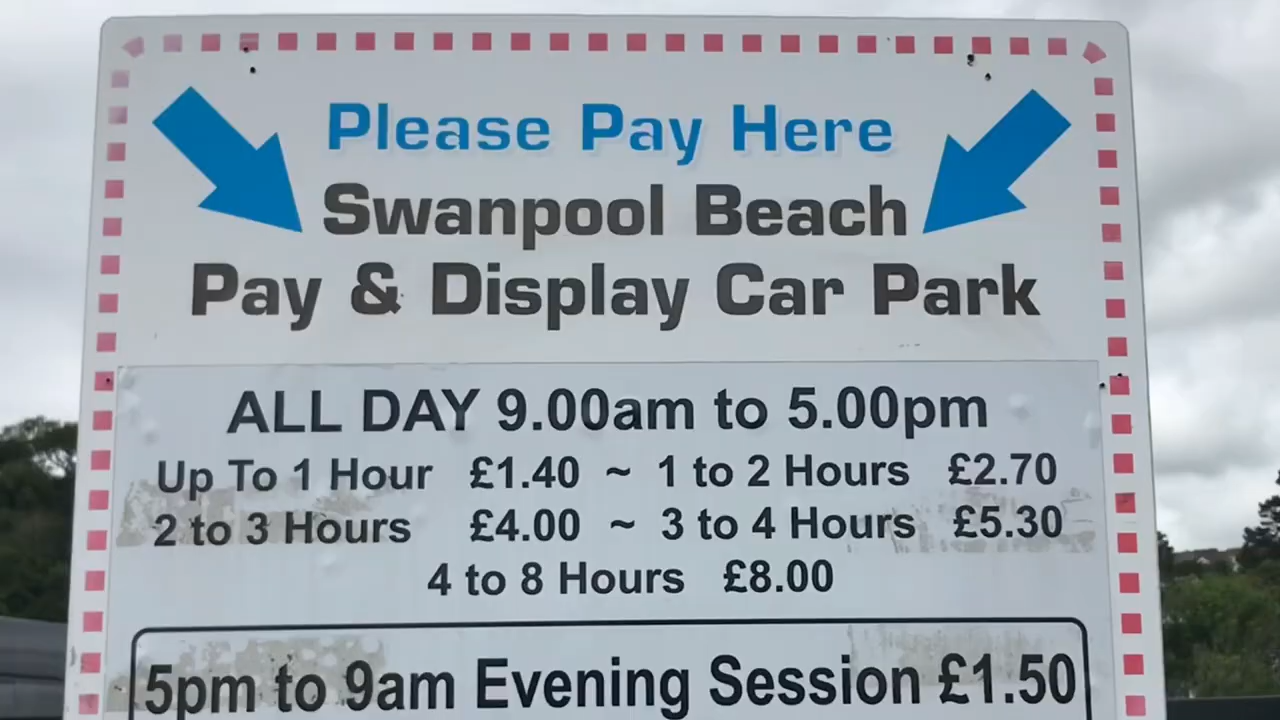 Please Pay Here
Swanpool Beach
Pay & Display Car Park
ALL DAY 9.00am to 5.00pm
Up To 1 Hour £1.40 ~ 1 to 2 Hours £2.70
2 to 3 Hours £4.00 ~ 3 to 4 Hours £5.30
4 to 8 Hours £8.00
5pm to 9am Evening Session £1.50